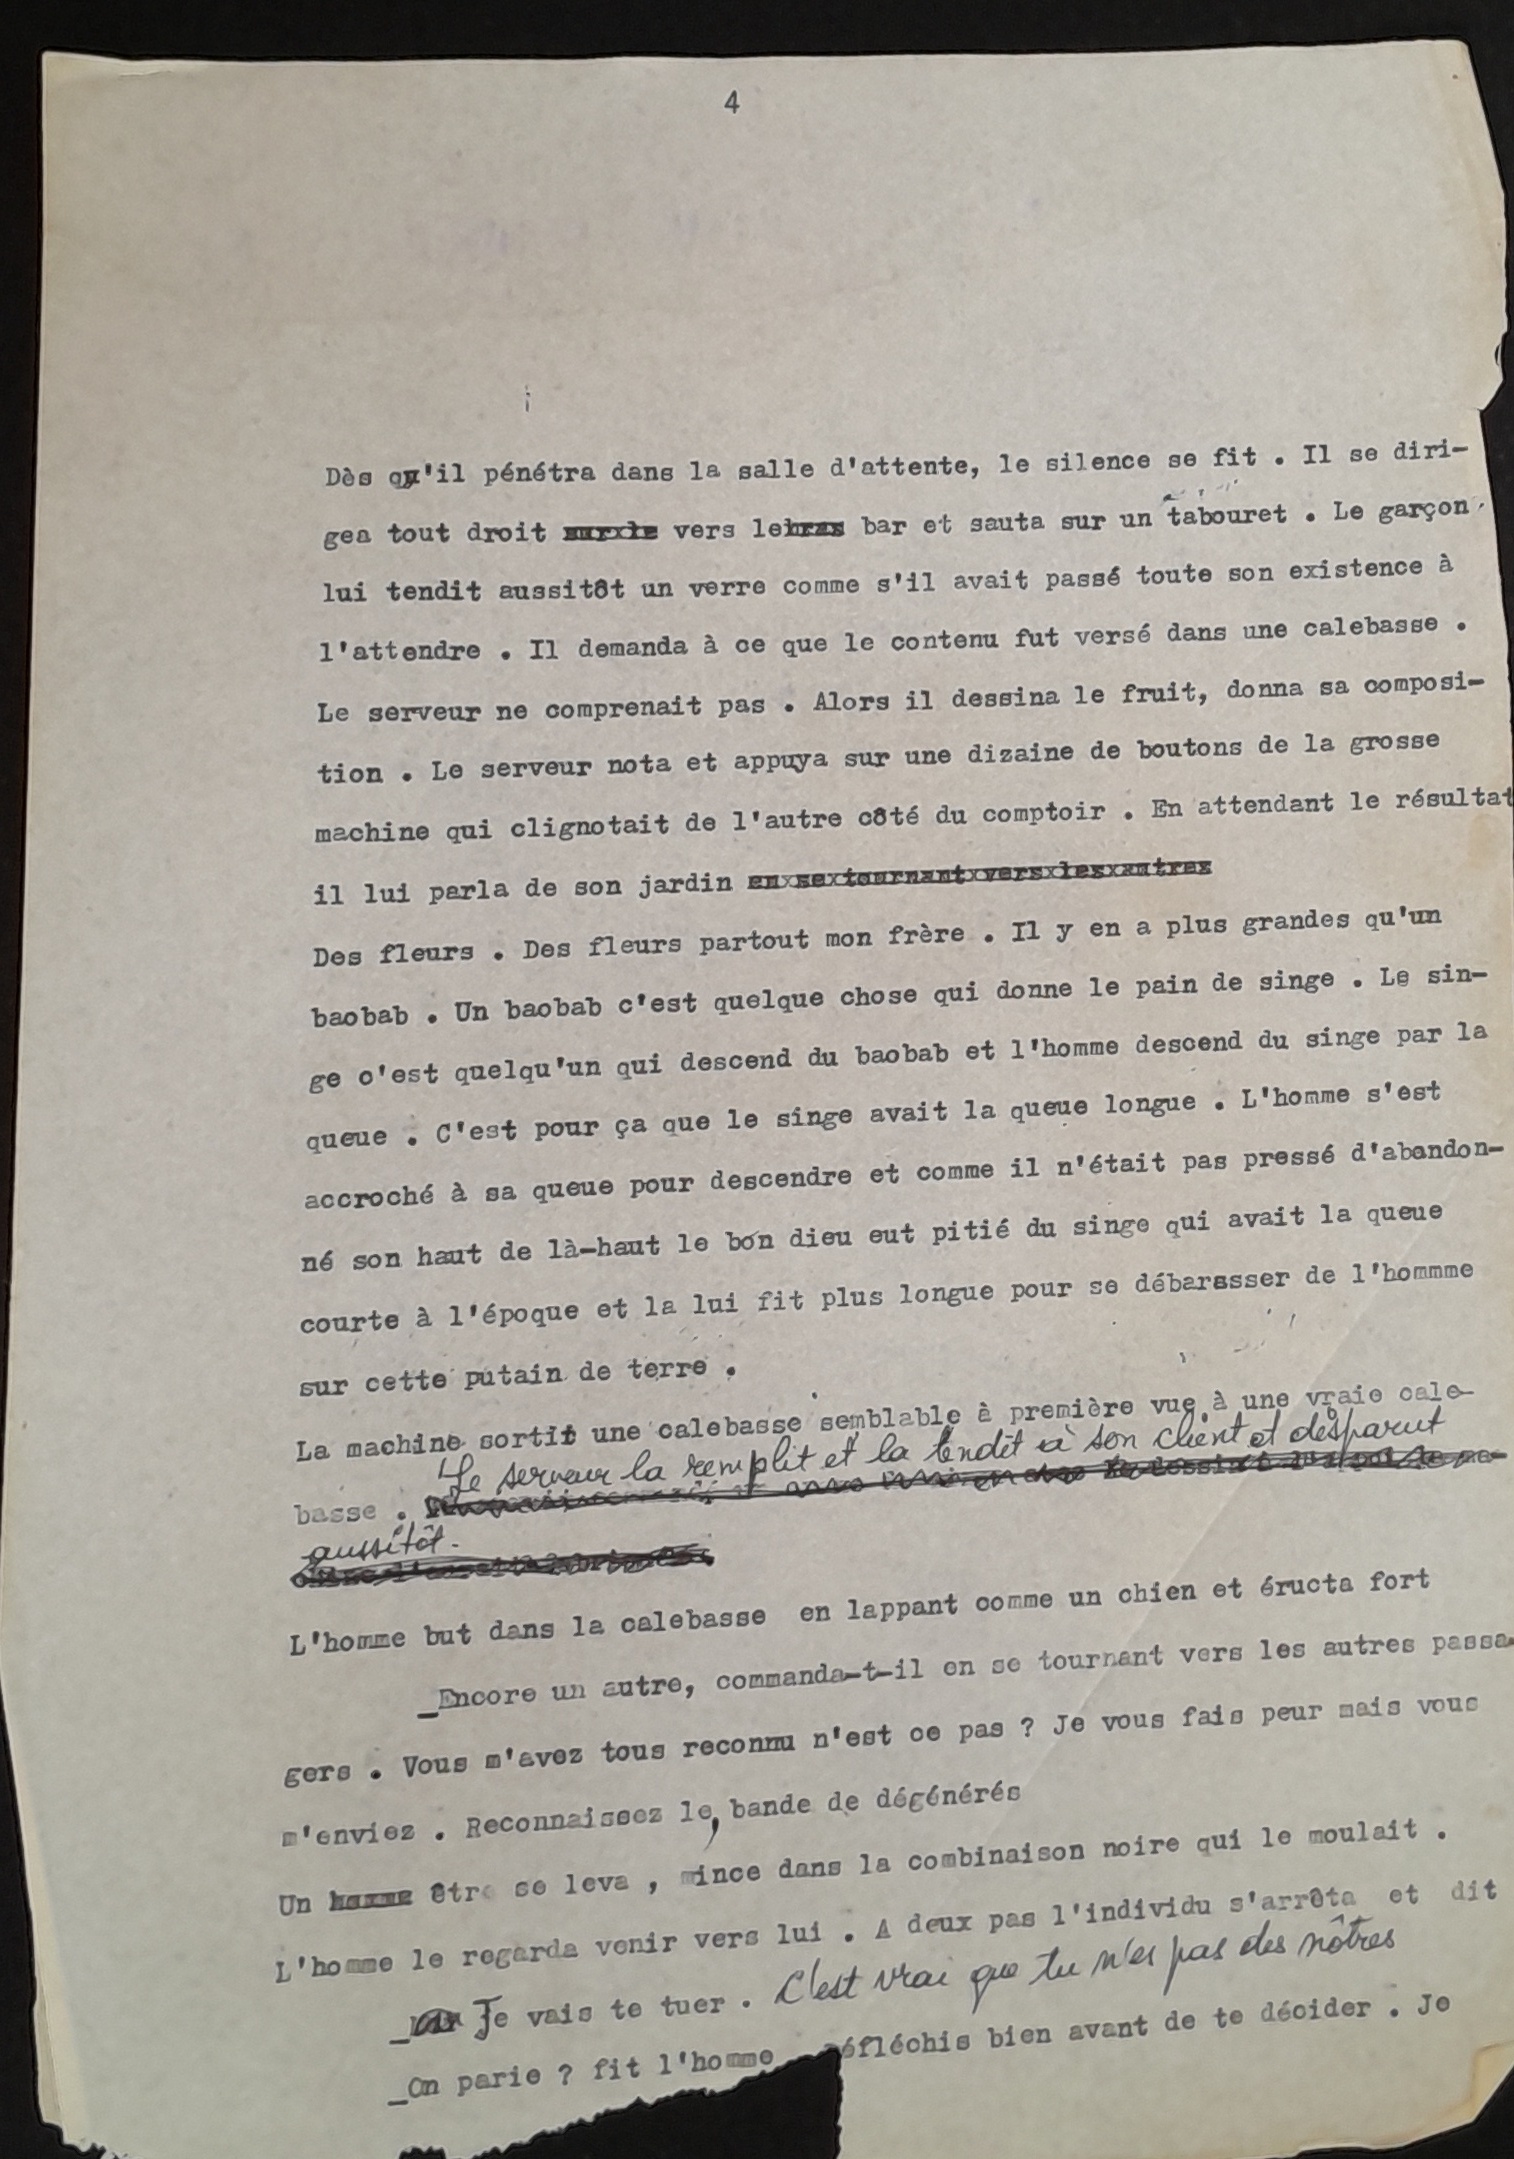 4
Dès qu'il pénétra dans la salle d'attente, le silence se fit . Il se diri-
gea tout droit sur le vers le bras bar et sauta sur un tabouret . Le garçon
lui tendit aussitôt un verre comme s'il avait passé toute son existence à
l'attendre . Il demanda à ce que le contenu fut versé dans une calebasse .
Le serveur ne comprenait pas . Alors il dessina le fruit, donna sa composi-
tion . Le serveur nota et appuya sur une dizaine de boutons de la grosse
machine qui clignotait de l'autre côté du comptoir . En attendant le résultat
il lui parla de son jardin en se tournant vers les autres
Des fleurs . Des fleurs partout mon frère . Il y en a plus grandes qu'un
baobab . Un baobab c'est quelque chose qui donne le pain de singe . Le sin-
ge c'est quelqu'un qui descend du baobab et l'homme descend du singe par la
queue . C'est pour ça que le singe avait la queue longue . L'homme s'est
accroché à sa queue pour descendre et comme il n'était pas pressé d'abandon-
né son haut de là-haut le bon dieu eut pitié du singe qui avait la queue
courte à l'époque et la lui fit plus longue pour se débarasser de l'hommme
sur cette putain de terre .
La machine sortit une calebasse semblable à première vue à une vraie cale-
basse . Le serveur la remplit et la tendit à son client et disparut
aussitôt.
L'homme but dans la calebasse en lappant comme un chien et éructa fort
_Encore un autre, commanda-t-il en se tournant vers les autres passa-
gers . Vous m'avez tous reconnu n'est ce pas ? Je vous fais peur mais vous
m'enviez . Reconnaissez le, bande de dégénérés
Un homme être se leva , mince dans la combinaison noire qui le moulait .
L'homme le regarda venir vers lui . A deux pas l'individu s'arrêta et dit
_Je vais te tuer . C'est vrai que tu n'es pas des nôtres
_On parie ? fit l'homme réfléchis bien avant de te décider . Je